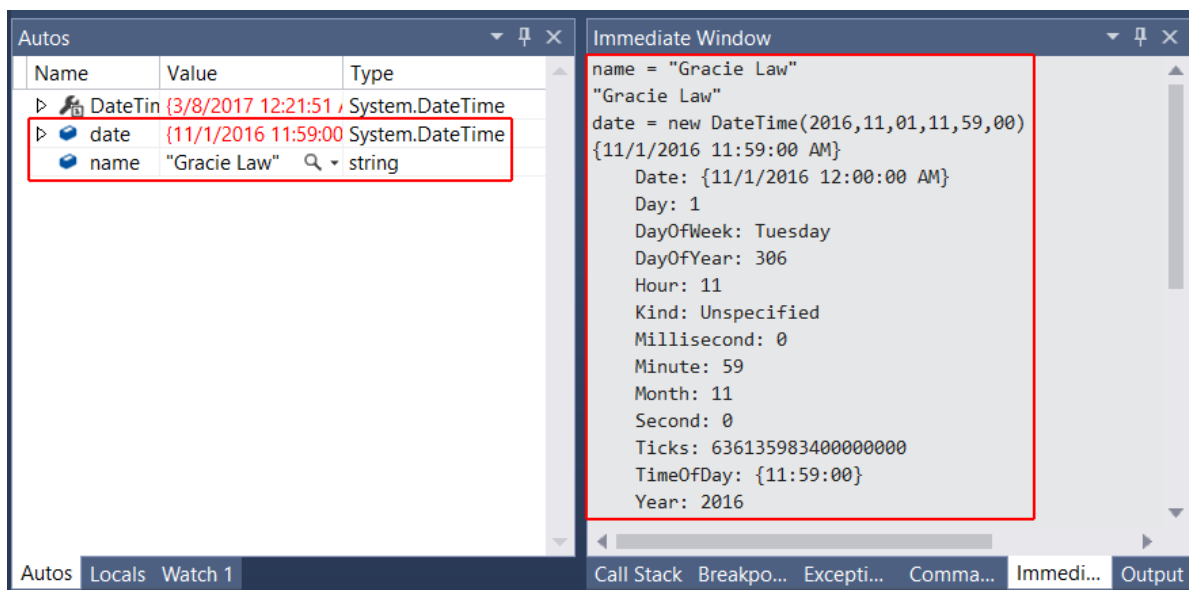 Autos
Name Value Type
DateTin {3/8/2017 12:21:51 A System.DateTime
date {11/1/2016 11:59:00 System.DateTime
name "Gracie Law" string
Autos Locals Watch 1
Immediate Window
name = "Gracie Law"
"Gracie Law"
date = new DateTime(2016,11,01,11,59,00)
{11/1/2016 11:59:00 AM}
Date: {11/1/2016 12:00:00 AM}
Day: 1
DayOfWeek: Tuesday
DayOfYear: 306
Hour: 11
Kind: Unspecified
Millisecond: 0
Minute: 59
Month: 11
Second: 0
Ticks: 636135983400000000
TimeOfDay: {11:59:00}
Year: 2016
Call Stack Breakpo... Excepti... Comma... Immedi... Output